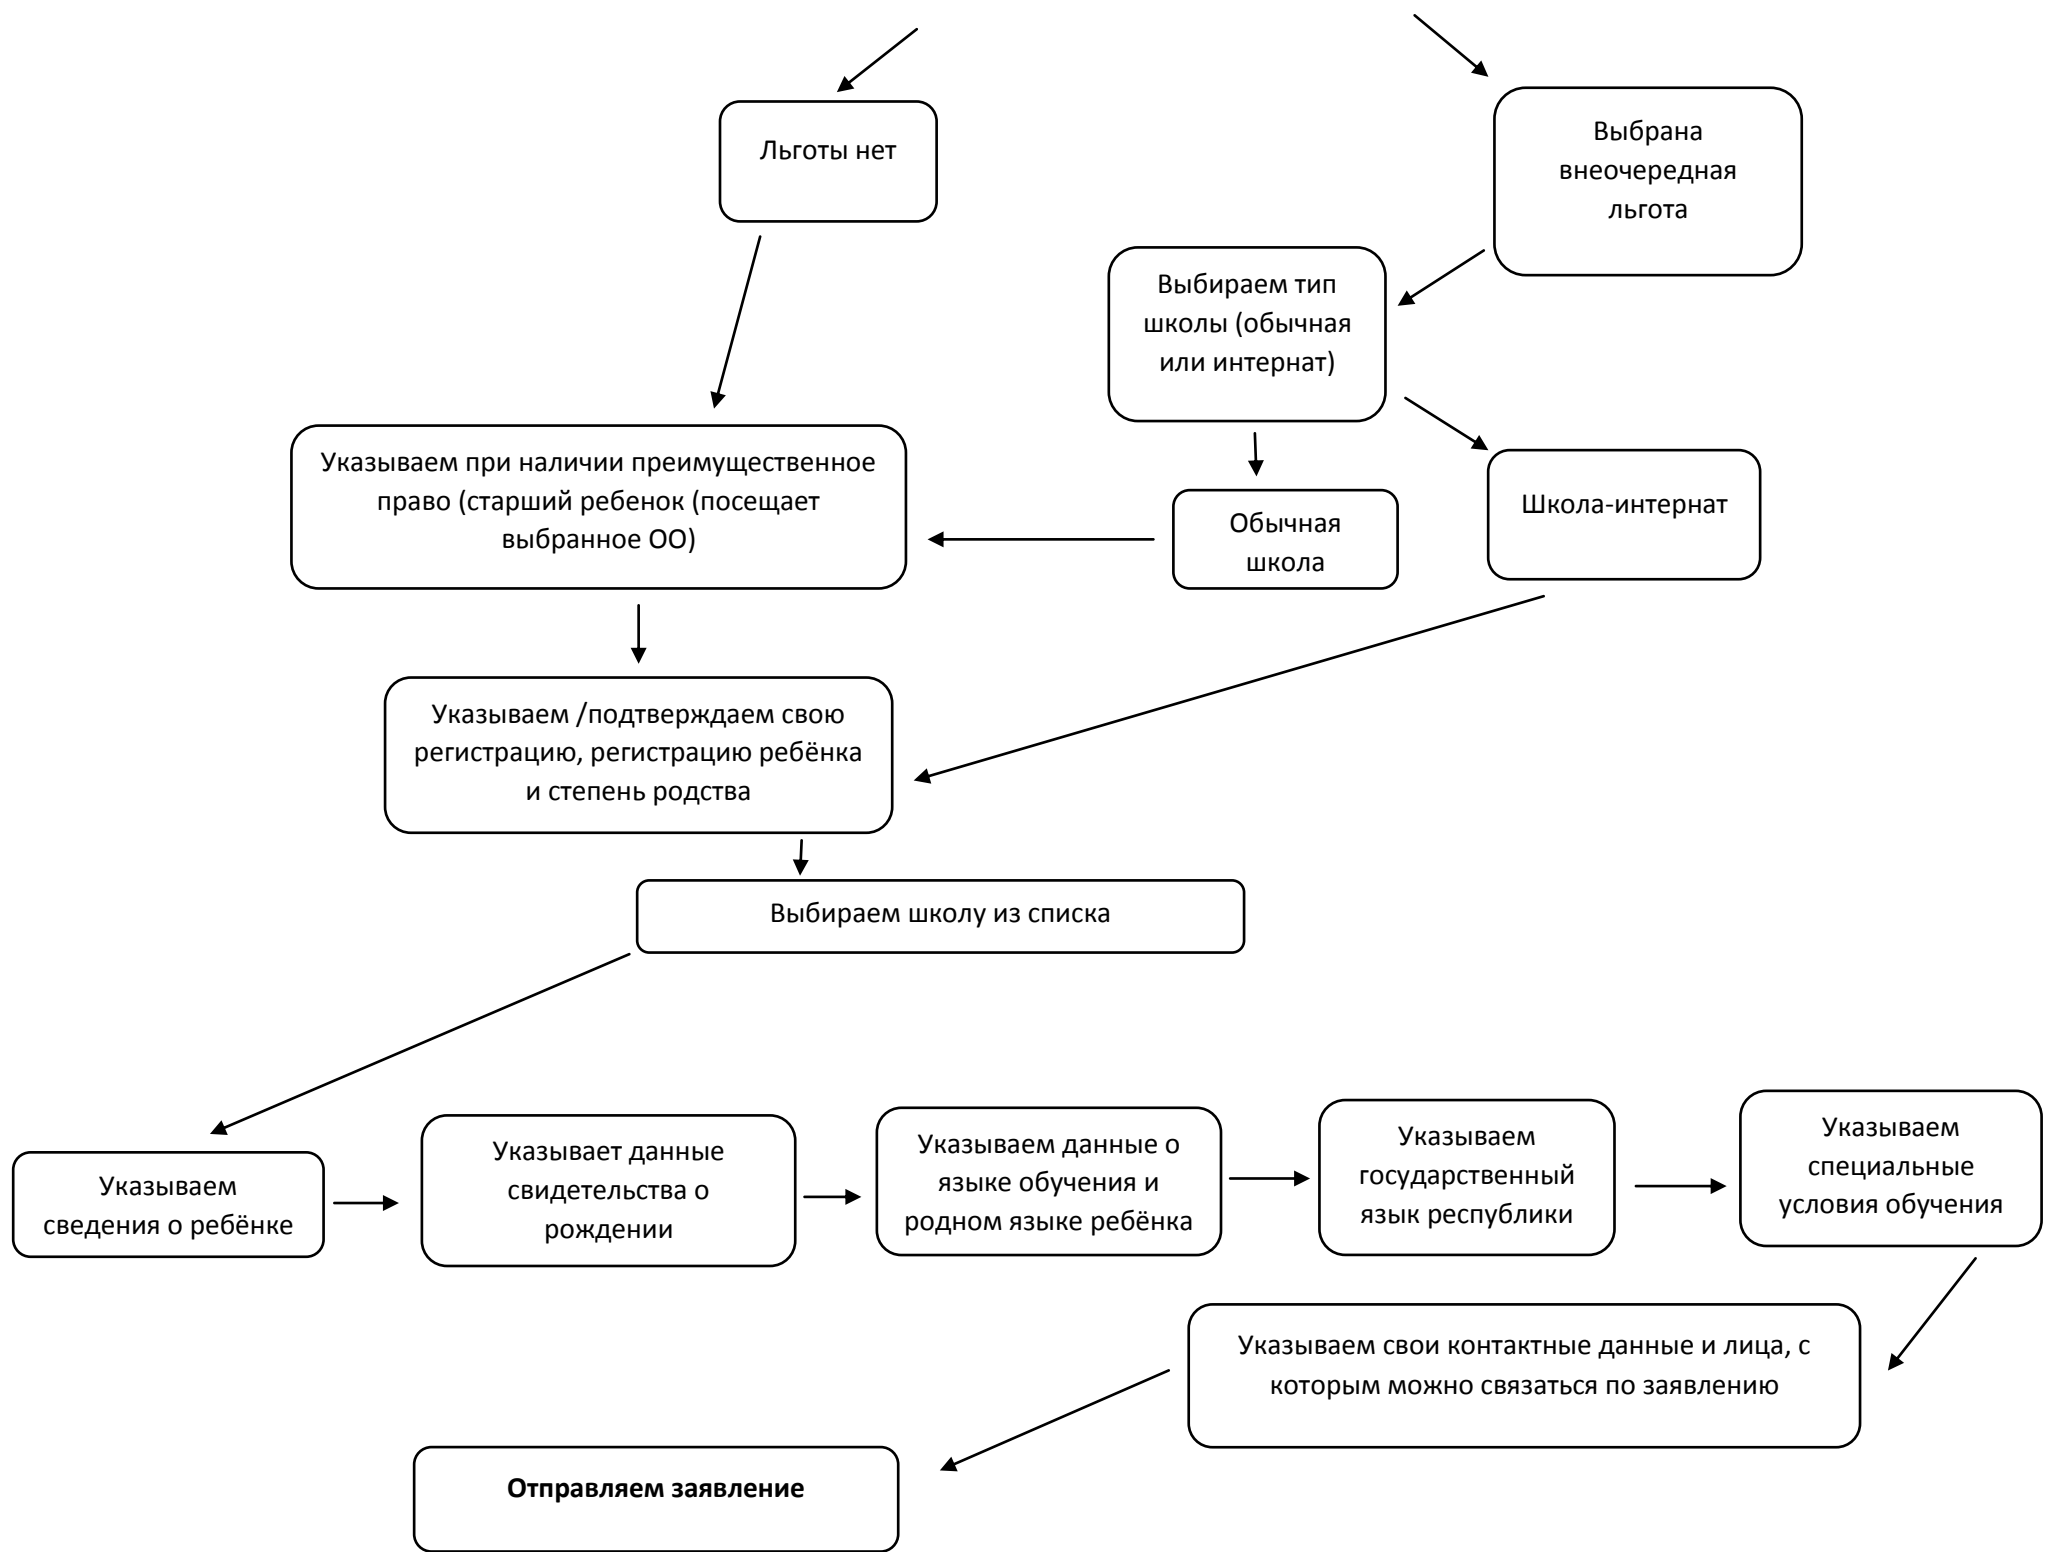 Льготы нет
Выбрана
внеочередная
льгота
Выбираем тип
школы (обычная
или интернат)
Указываем при наличии преимущественное
право (старший ребенок (посещает
выбранное ОО)
Обычная
школа
Школа-интернат
Указываем /подтверждаем свою
регистрацию, регистрацию ребёнка
и степень родства
Выбираем школу из списка
Указываем
сведения о ребёнке
Указывает данные
свидетельства о
рождении
Указываем данные о
языке обучения и
родном языке ребёнка
Указываем
государственный
язык республики
Указываем
специальные
условия обучения
Указываем свои контактные данные и лица, с
которым можно связаться по заявлению
Отправляем заявление